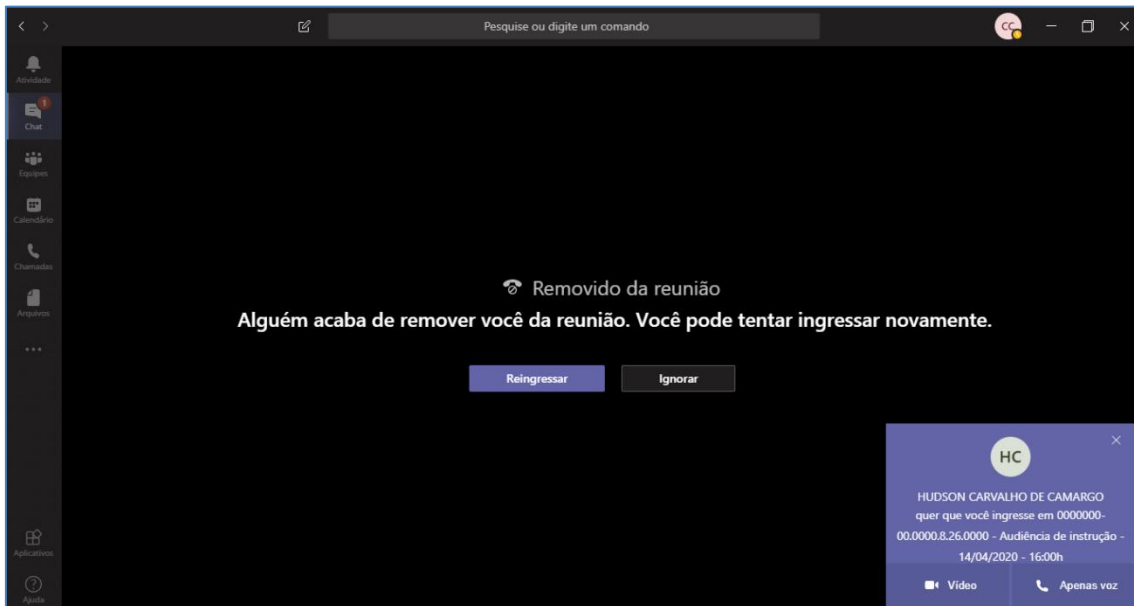 Pesquise ou digite um comando
CC
Atividade
1
Chat
Equipes
Calendário
Chamadas
Arquivos
Removido da reunião
Alguém acaba de remover você da reunião. Você pode tentar ingressar novamente.
Reingressar
Ignorar
HC
HUDSON CARVALHO DE CAMARGO
quer que você ingresse em 0000000-
00.0000.8.26.0000 - Audiência de instrução -
14/04/2020 - 16:00h
Vídeo
Apenas voz
Aplicativos
Ajuda